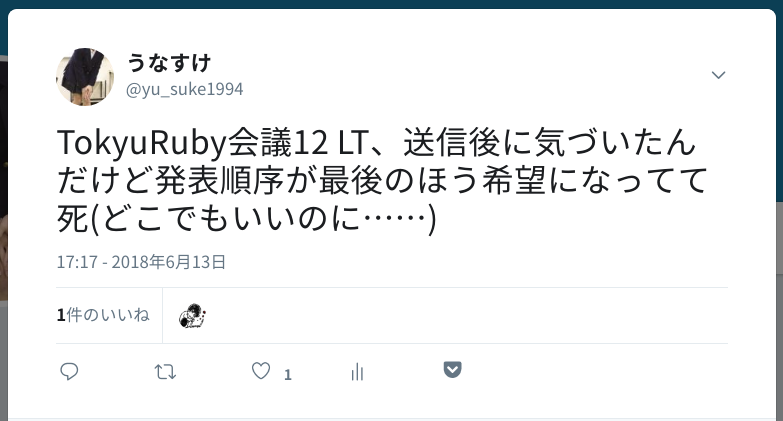 うなすけ
@yu_suke1994
TokyuRuby会議12 LT、送信後に気づいたん
だけど発表順序が最後のほう希望になってて
死(どこでもいいのに……)
17:17 - 2018年6月13日
1件のいいね
1